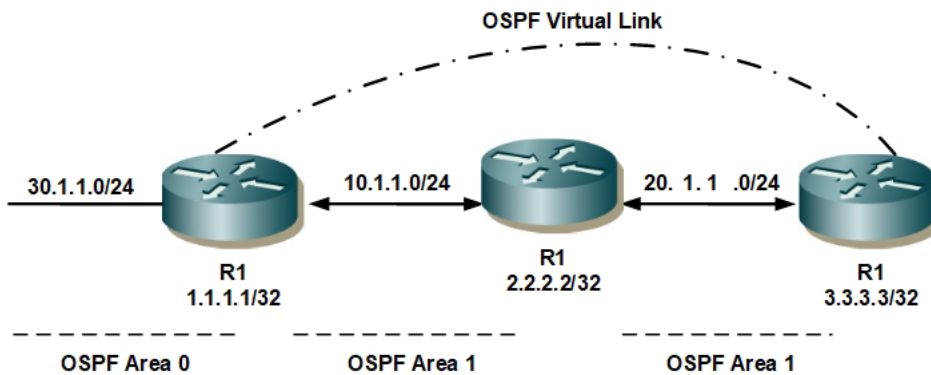 OSPF Virtual Link
30.1.1.0/24
10.1.1.0/24
20. 1. 1 .0/24
R1
1.1.1.1/32
R1
2.2.2.2/32
R1
3.3.3.3/32
OSPF Area 0
OSPF Area 1
OSPF Area 1